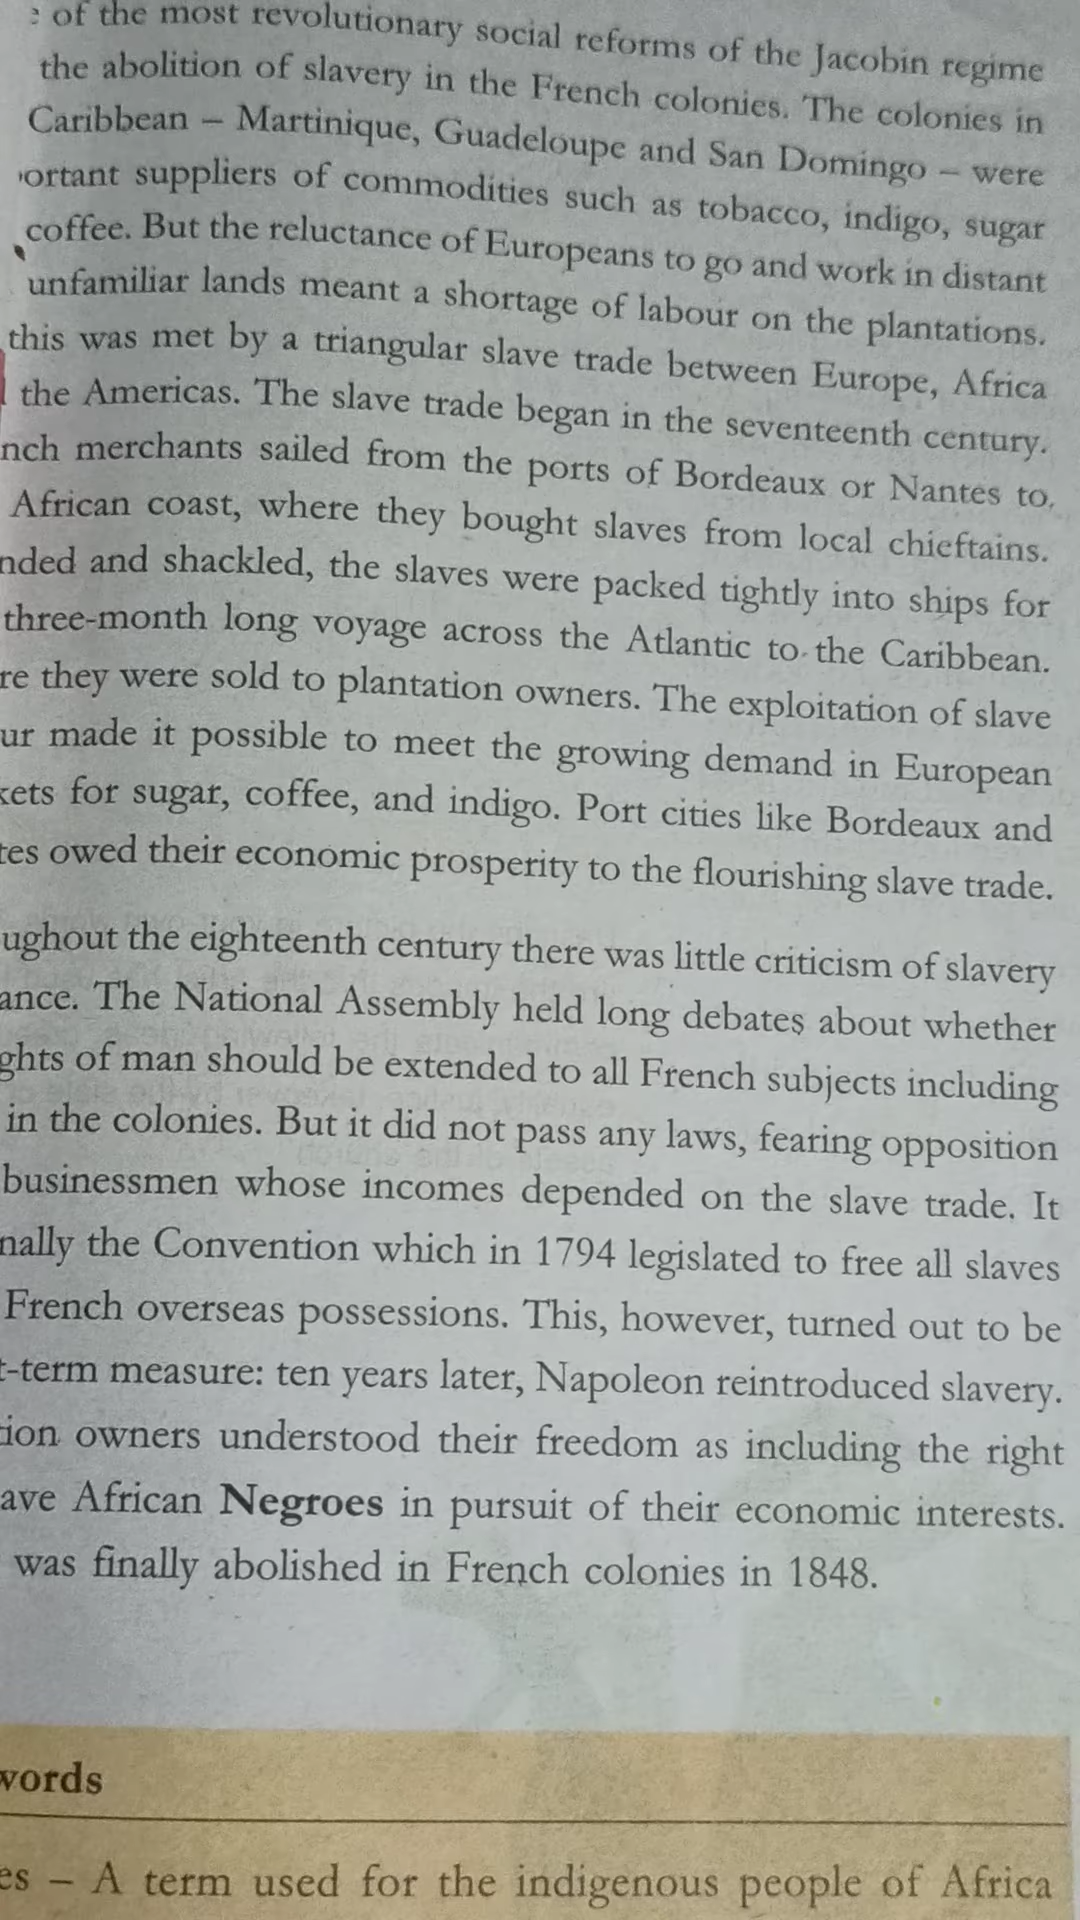 of the most revolutionary social reforms of the Jacobin regime
the abolition of slavery in the French colonies. The colonies in
Caribbean – Martinique, Guadeloupe and San Domingo – were
ortant suppliers of commodities such as tobacco, indigo, sugar
coffee. But the reluctance of Europeans to go and work in distant
unfamiliar lands meant a shortage of labour on the plantations.
this was met by a triangular slave trade between Europe, Africa
the Americas. The slave trade began in the seventeenth century.
nch merchants sailed from the ports of Bordeaux or Nantes to
African coast, where they bought slaves from local chieftains.
nded and shackled, the slaves were packed tightly into ships for
three-month long voyage across the Atlantic to the Caribbean.
re they were sold to plantation owners. The exploitation of slave
ur made it possible to meet the growing demand in European
kets for sugar, coffee, and indigo. Port cities like Bordeaux and
tes owed their economic prosperity to the flourishing slave trade.
ughout the eighteenth century there was little criticism of slavery
ance. The National Assembly held long debates about whether
ghts of man should be extended to all French subjects including
in the colonies. But it did not pass any laws, fearing opposition
businessmen whose incomes depended on the slave trade. It
nally the Convention which in 1794 legislated to free all slaves
French overseas possessions. This, however, turned out to be
t-term measure: ten years later, Napoleon reintroduced slavery.
tion owners understood their freedom as including the right
ave African Negroes in pursuit of their economic interests.
was finally abolished in French colonies in 1848.
words
es – A term used for the indigenous people of Africa